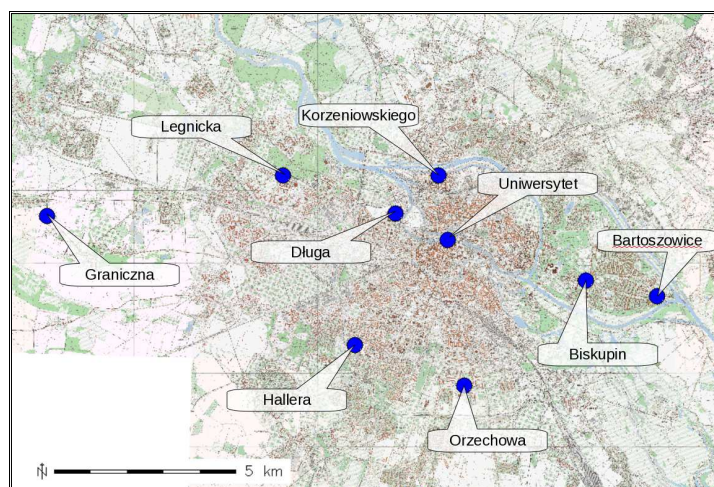 Korzeniowskiego
Legnicka
Uniwersytet
Bartoszowice
Długa
Graniczna
Biskupin
Hallera
Orzechowa
N 5 km